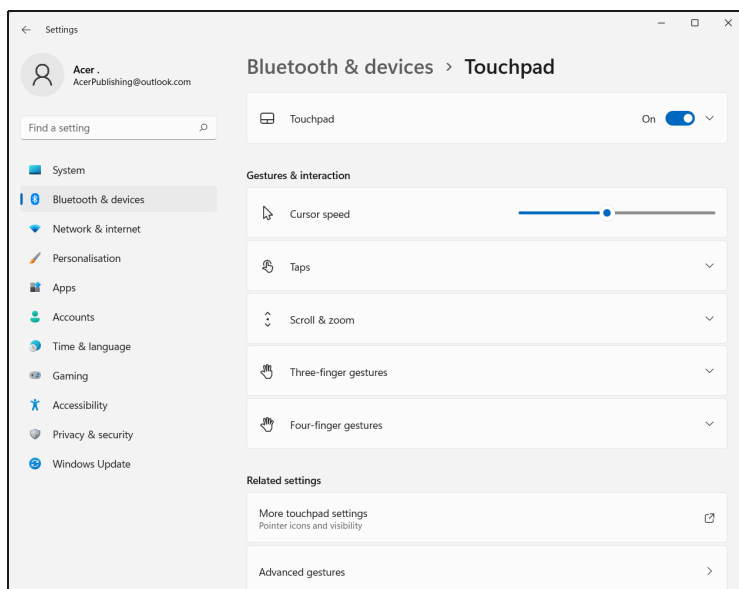 Settings
Acer .
AcerPublishing@outlook.com
Find a setting
System
Bluetooth & devices
Network & internet
Personalisation
Apps
Accounts
Time & language
Gaming
Accessibility
Privacy & security
Windows Update
Bluetooth & devices > Touchpad
Touchpad On
Gestures & interaction
Cursor speed
Taps
Scroll & zoom
Three-finger gestures
Four-finger gestures
Related settings
More touchpad settings
Pointer icons and visibility
Advanced gestures